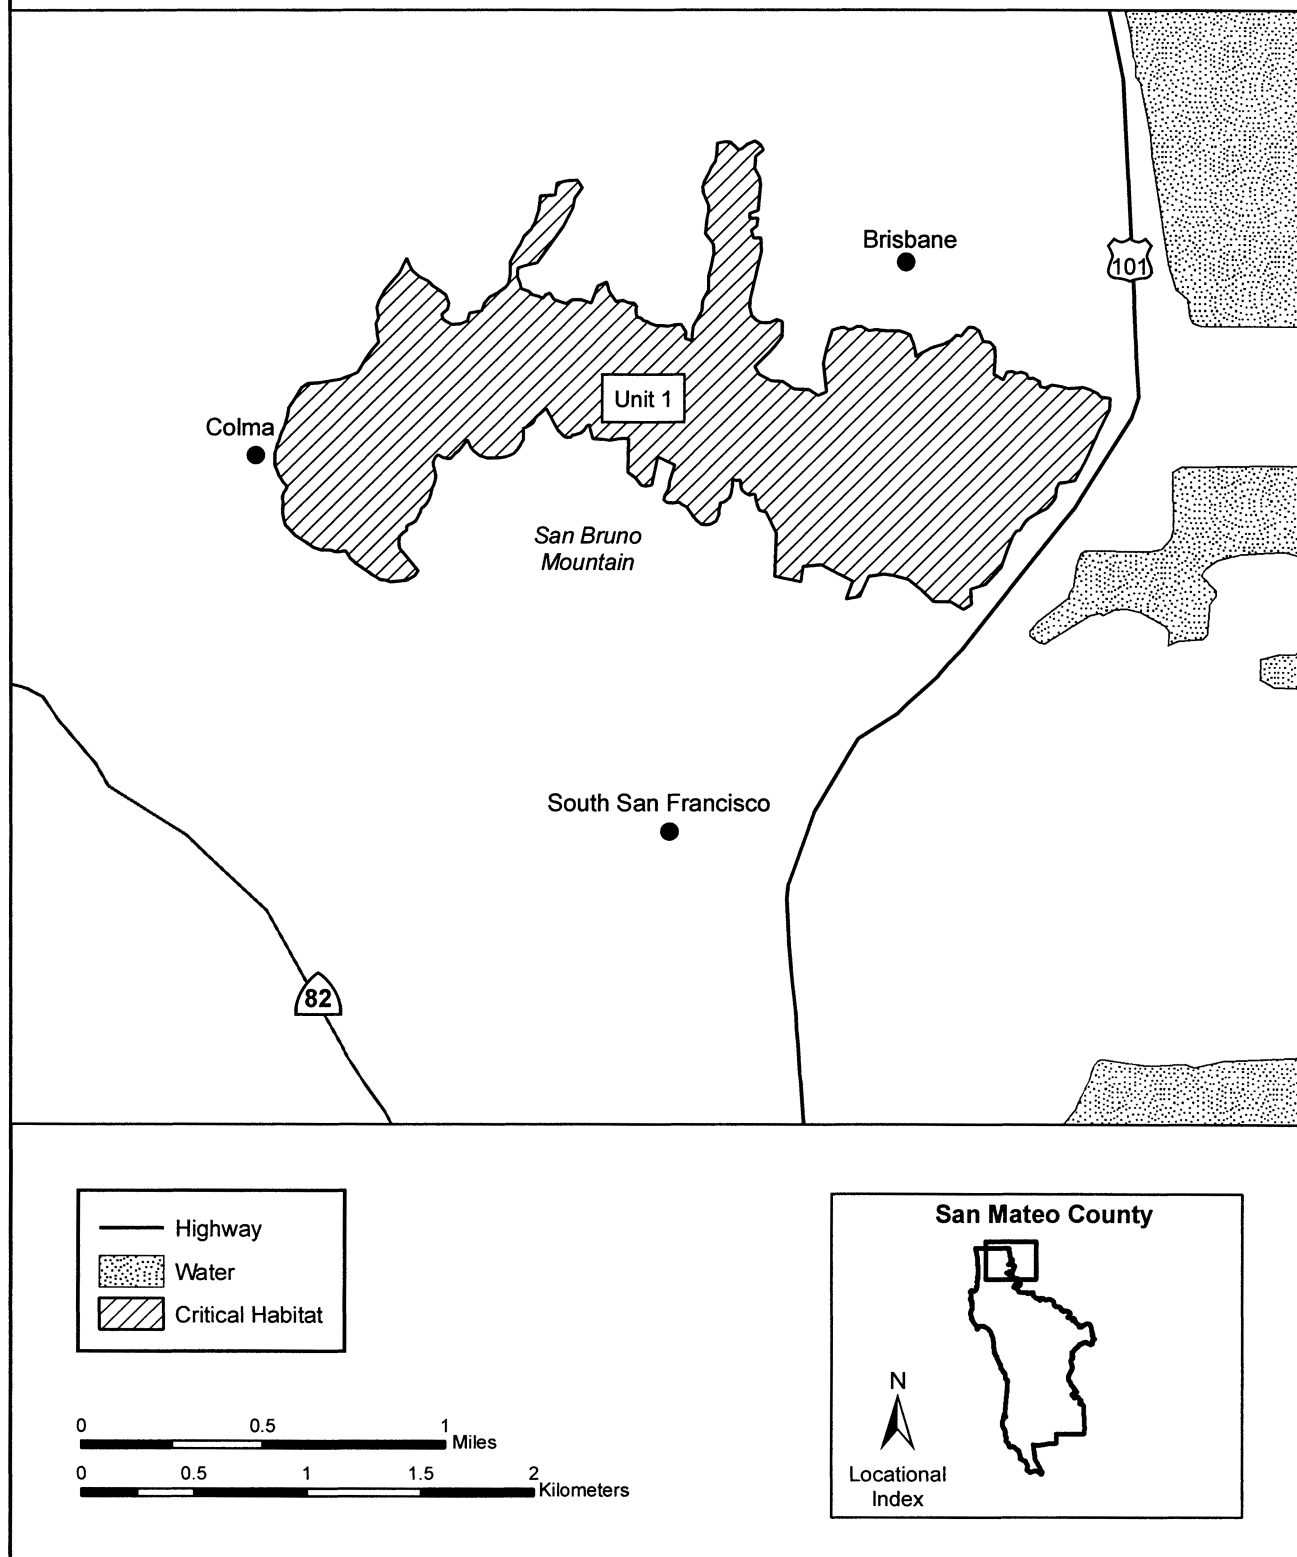 Brisbane
101
Unit 1
Colma
San Bruno
Mountain
South San Francisco
82
Highway
Water
Critical Habitat
0 0.5 1
Miles
0 0.5 1 1.5 2
Kilometers
San Mateo County
N
Locational
Index